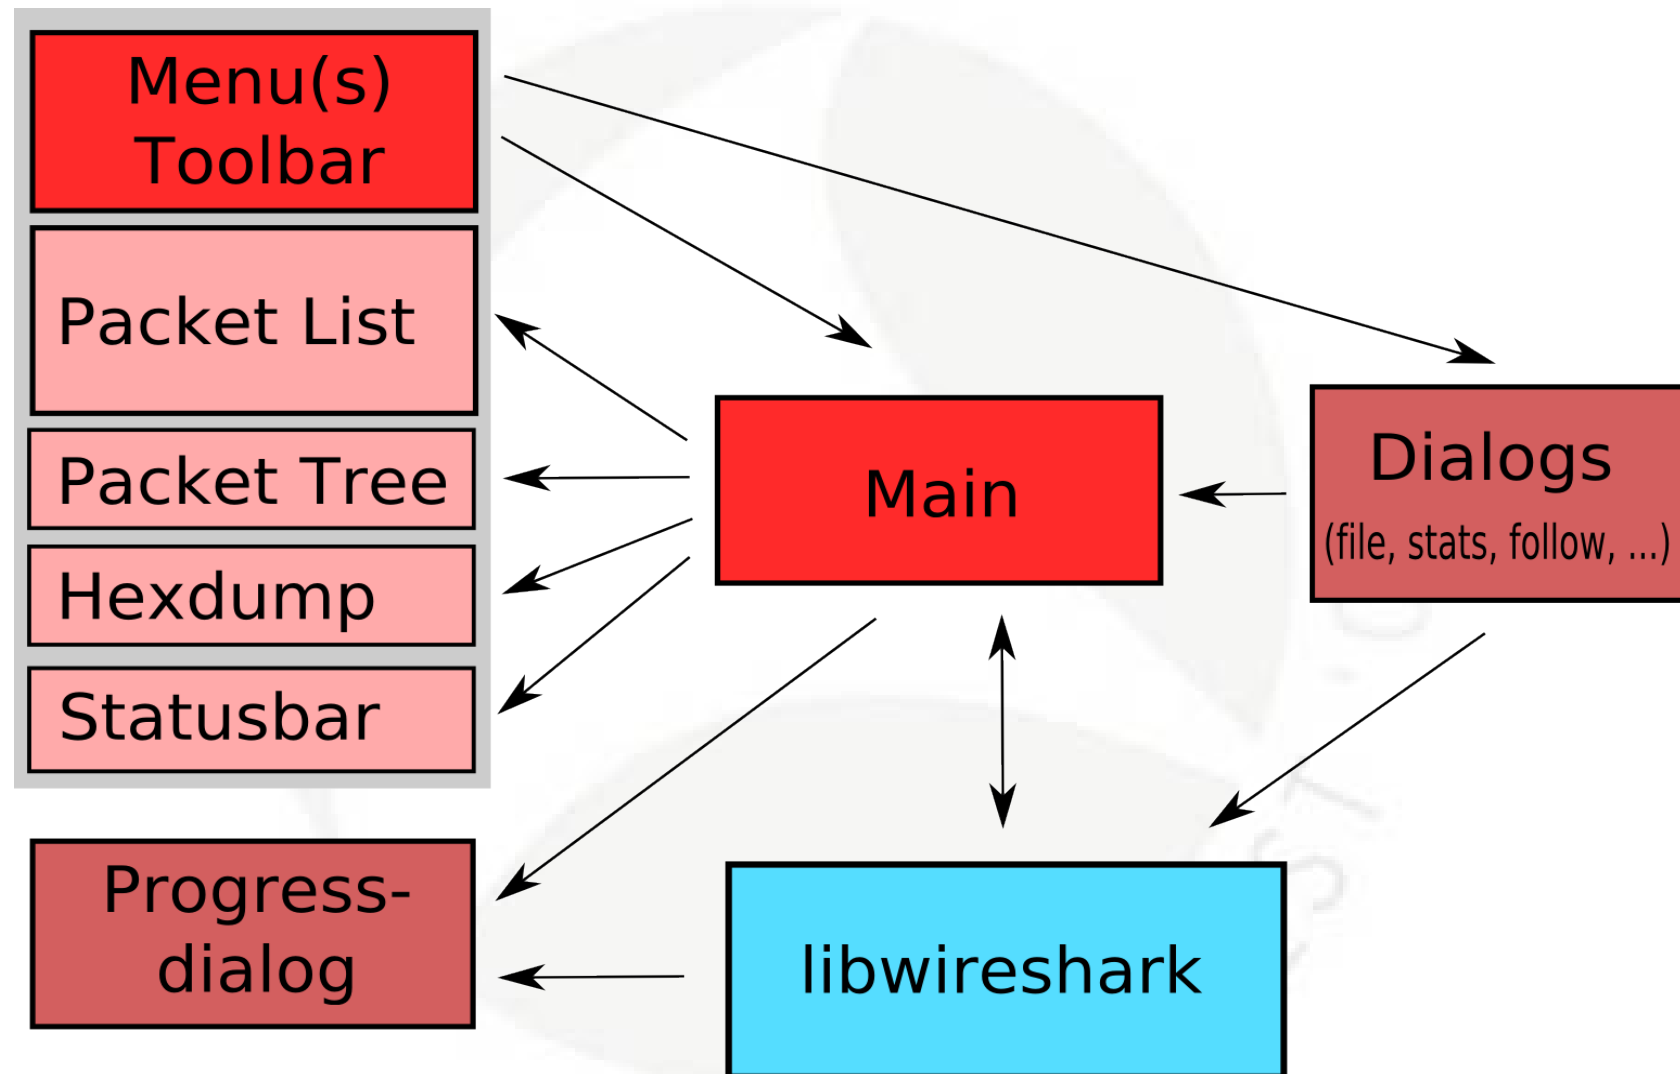 Menu(s)
Toolbar
Packet List
Packet Tree
Hexdump
Statusbar
Main
Dialogs
(file, stats, follow, ...)
Progress-
dialog
libwireshark